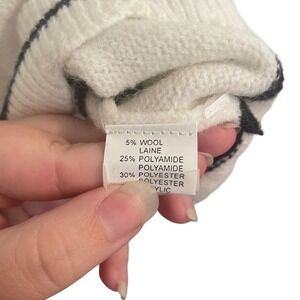 5% WOOL
LAINE
25% POLYAMIDE
POLYAMIDE
30% POLYESTER
POLYESTER